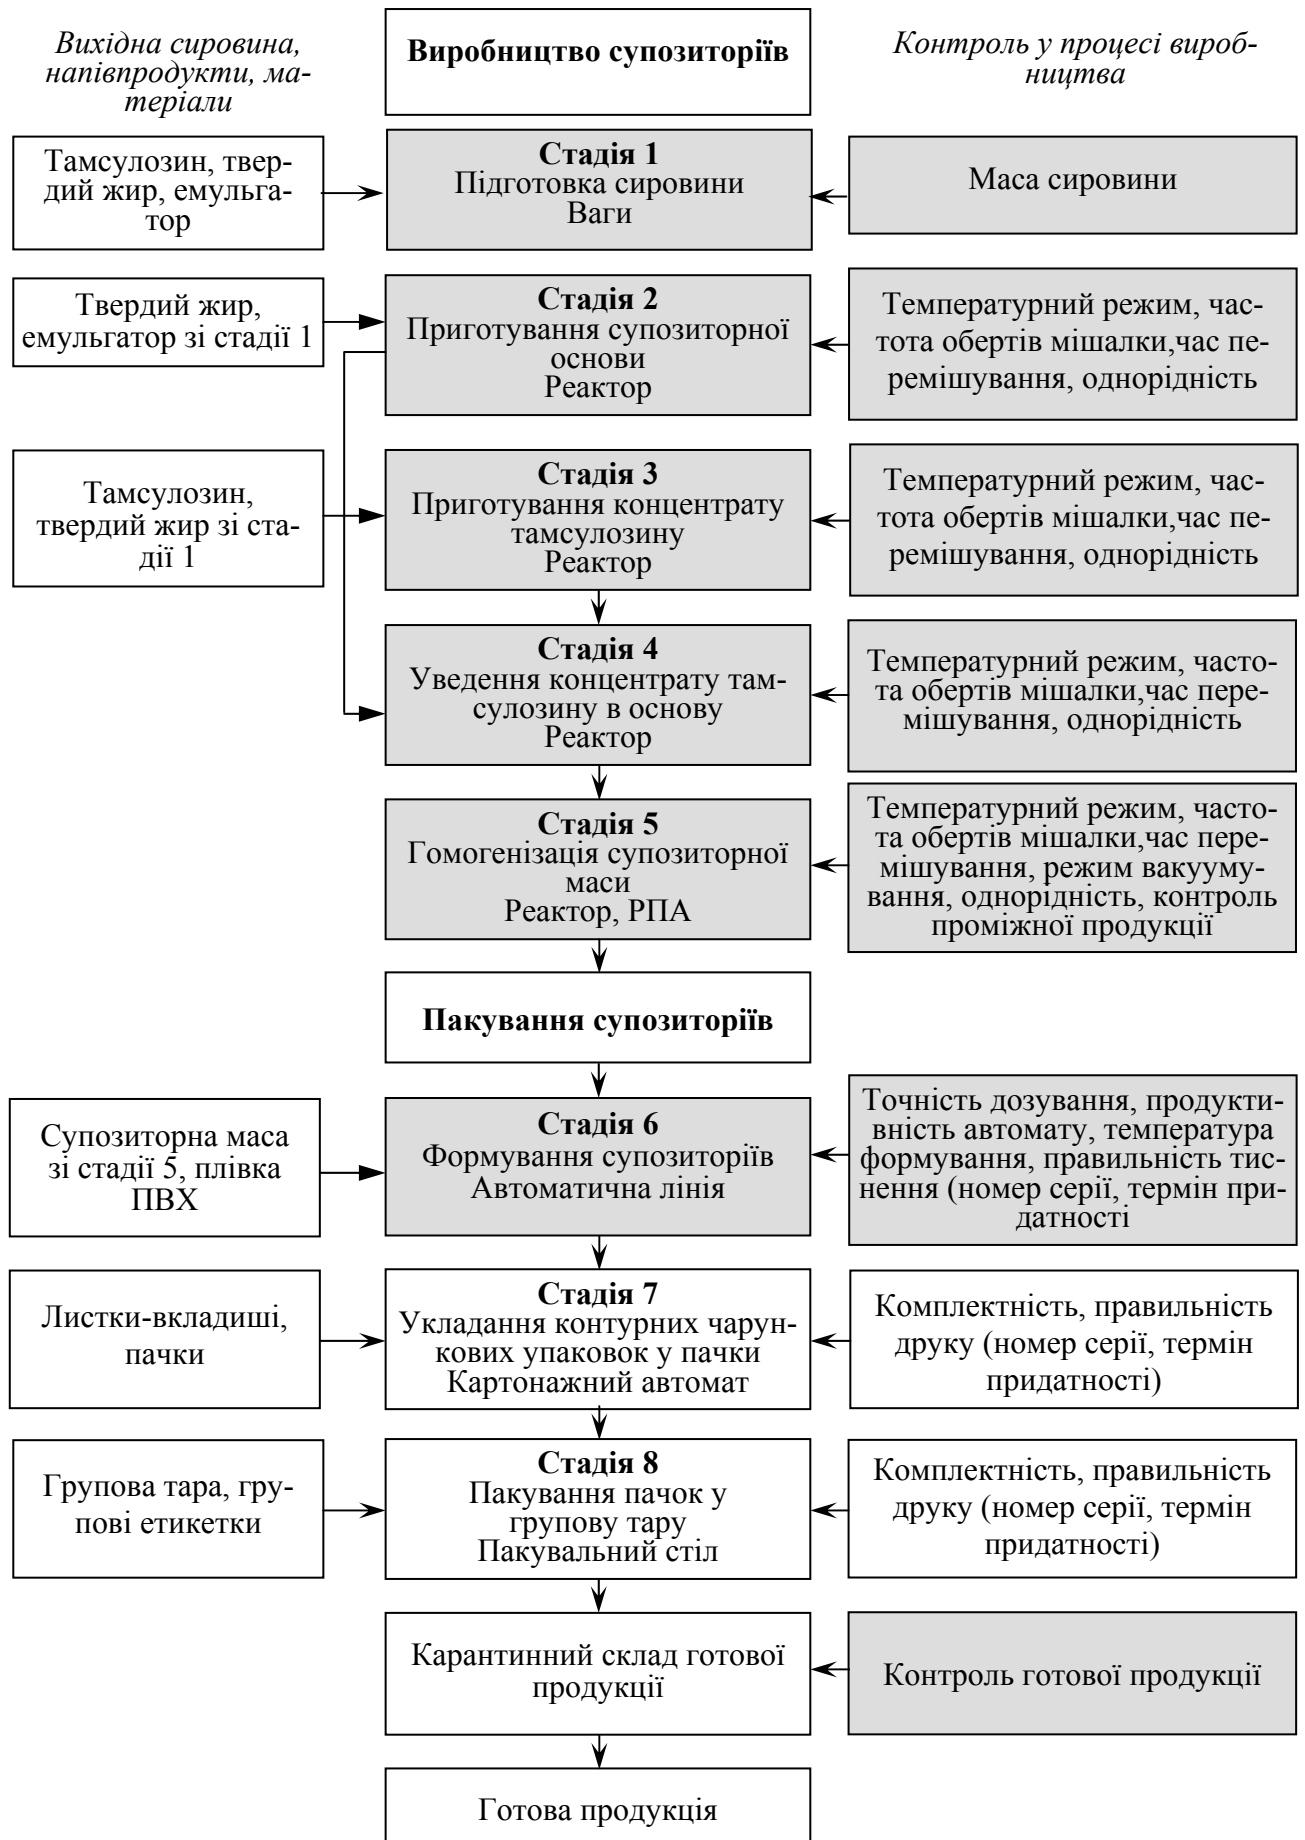 Вихідна сировина,
напівпродукти, ма-
теріали
Виробництво супозиторіїв
Контроль у процесі вироб-
ництва
Тамсулозин, твер-
дий жир, емульга-
тор
Стадія 1
Підготовка сировини
Ваги
Маса сировини
Твердий жир,
емульгатор зі стадії 1
Стадія 2
Приготування супозиторної
основи
Реактор
Температурний режим, час-
тота обертів мішалки,час пе-
ремішування, однорідність
Тамсулозин,
твердий жир зі ста-
дії 1
Стадія 3
Приготування концентрату
тамсулозину
Реактор
Температурний режим, час-
тота обертів мішалки,час пе-
ремішування, однорідність
Стадія 4
Уведення концентрату там-
сулозину в основу
Реактор
Температурний режим, часто-
та обертів мішалки,час пере-
мішування, однорідність
Стадія 5
Гомогенізація супозиторної
маси
Реактор, РПА
Температурний режим, часто-
та обертів мішалки,час пере-
мішування, режим вакууму-
вання, однорідність, контроль
проміжної продукції
Пакування супозиторіїв
Супозиторна маса
зі стадії 5, плівка
ПВХ
Стадія 6
Формування супозиторіїв
Автоматична лінія
Точність дозування, продукти-
вність автомату, температура
формування, правильність тис-
нення (номер серії, термін при-
датності
Листки-вкладиші,
пачки
Стадія 7
Укладання контурних чарун-
кових упаковок у пачки
Картонажний автомат
Комплектність, правильність
друку (номер серії, термін
придатності)
Групова тара, гру-
пові етикетки
Стадія 8
Пакування пачок у
групову тару
Пакувальний стіл
Комплектність, правильність
друку (номер серії, термін
придатності)
Карантинний склад готової
продукції
Контроль готової продукції
Готова продукція